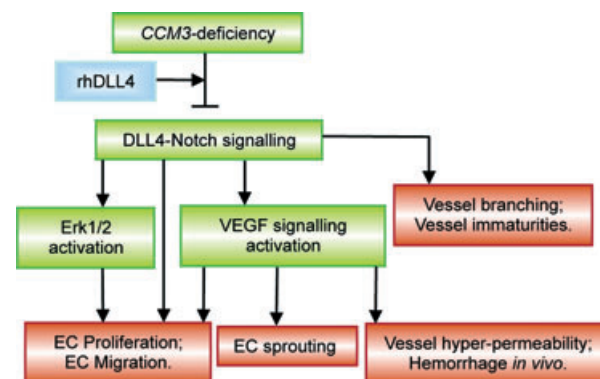 CCM3-deficiency
rhDLL4
DLL4-Notch signalling
Erk1/2
activation
VEGF signalling
activation
Vessel branching;
Vessel immaturities.
EC Proliferation;
EC Migration.
EC sprouting
Vessel hyper-permeability;
Hemorrhage in vivo.